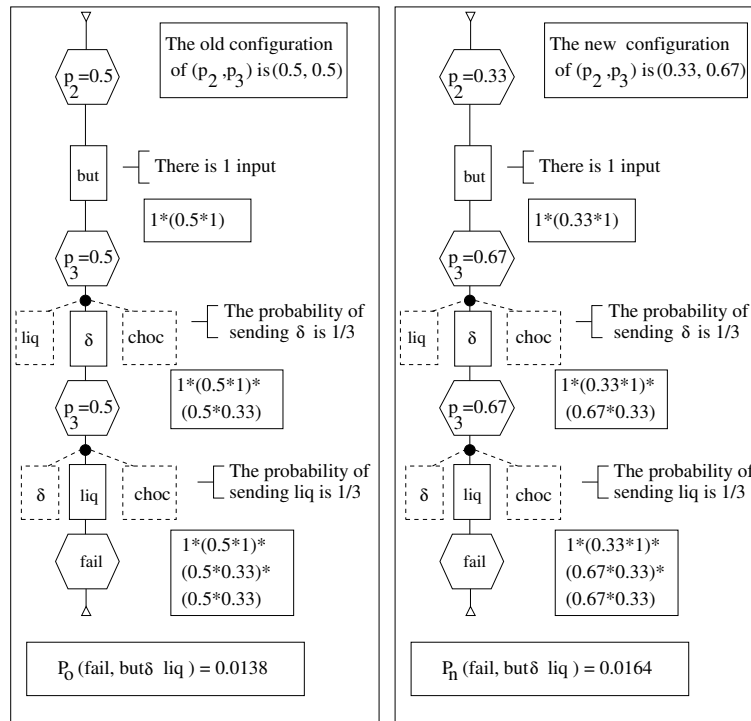 The old configuration
of (p2 ,p3 ) is (0.5, 0.5)
p2=0.5
but
There is 1 input
1*(0.5*1)
p3=0.5
The probability of
sending δ is 1/3
liq
δ
choc
p3=0.5
1*(0.5*1)*
(0.5*0.33)
The probability of
sending liq is 1/3
δ
liq
choc
fail
1*(0.5*1)*
(0.5*0.33)*
(0.5*0.33)
Po (fail, butδ liq ) = 0.0138
The new configuration
of (p2 ,p3 ) is (0.33, 0.67)
p2=0.33
but
There is 1 input
1*(0.33*1)
p3=0.67
The probability of
sending δ is 1/3
liq
δ
choc
p3=0.67
1*(0.33*1)*
(0.67*0.33)
The probability of
sending liq is 1/3
δ
liq
choc
fail
1*(0.33*1)*
(0.67*0.33)*
(0.67*0.33)
Pn (fail, butδ liq ) = 0.0164